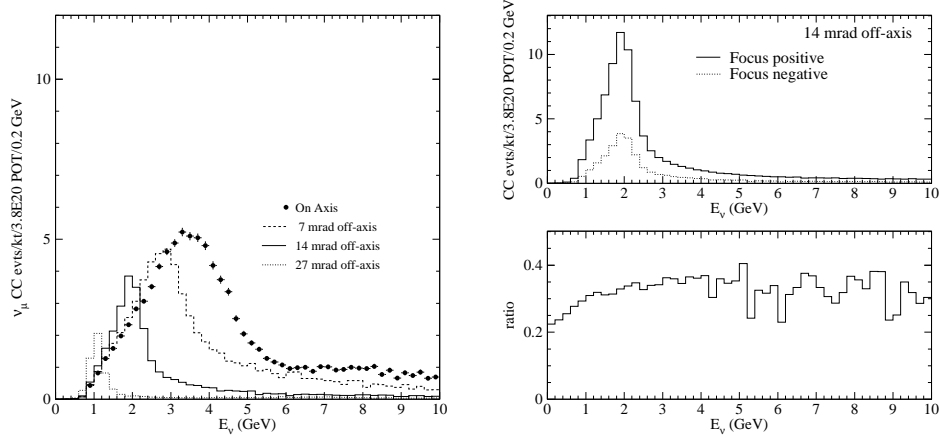 ν_μ CC evts/kt/3.8E20 POT/0.2 GeV
10
5
0
On Axis
7 mrad off-axis
14 mrad off-axis
27 mrad off-axis
0 1 2 3 4 5 6 7 8 9 10
E_ν (GeV)
CC evts/kt/3.8E20 POT/0.2 GeV
10
5
0
14 mrad off-axis
Focus positive
Focus negative
0 1 2 3 4 5 6 7 8 9 10
E_ν (GeV)
ratio
0.4
0.2
0
0 1 2 3 4 5 6 7 8 9 10
E_ν (GeV)